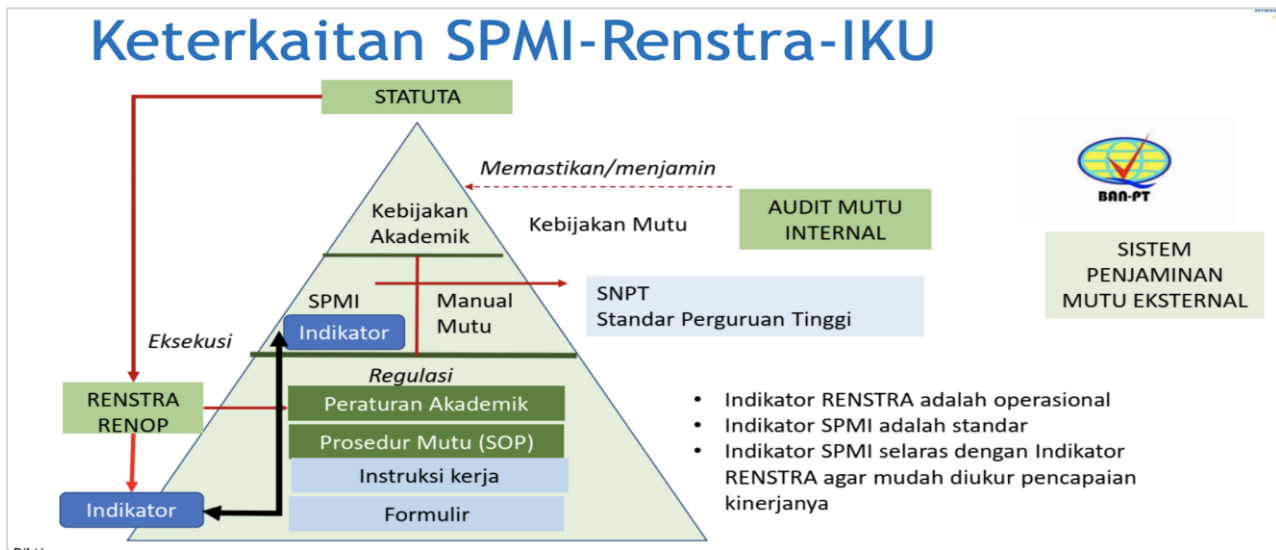 Keterkaitan SPMI-Renstra-IKU
STATUTA
Memastikan/menjamin
Kebijakan
Akademik
Kebijakan Mutu
AUDIT MUTU
INTERNAL
BAN-PT
SISTEM
PENJAMINAN
MUTU EKSTERNAL
SPMI
Indikator
Manual
Mutu
SNPT
Standar Perguruan Tinggi
Eksekusi
Regulasi
RENSTRA
RENOP
Peraturan Akademik
Prosedur Mutu (SOP)
Instruksi kerja
Formulir
Indikator
• Indikator RENSTRA adalah operasional
• Indikator SPMI adalah standar
• Indikator SPMI selaras dengan Indikator
RENSTRA agar mudah diukur pencapaian
kinerjanya